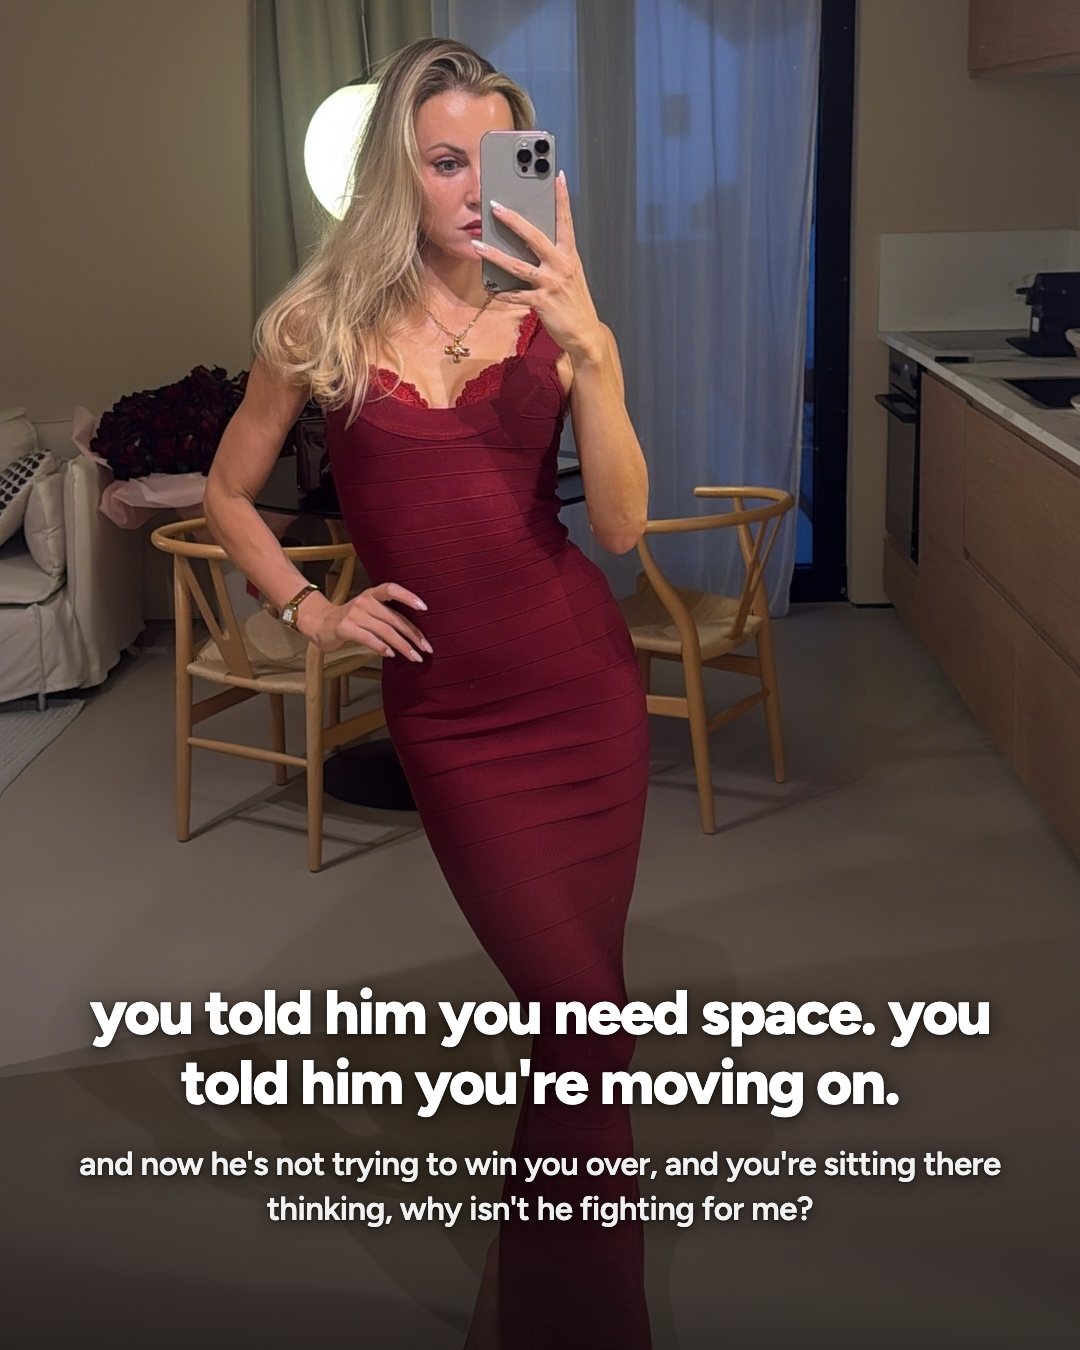 you told him you need space. you
told him you're moving on.
and now he's not trying to win you over, and you're sitting there
thinking, why isn't he fighting for me?